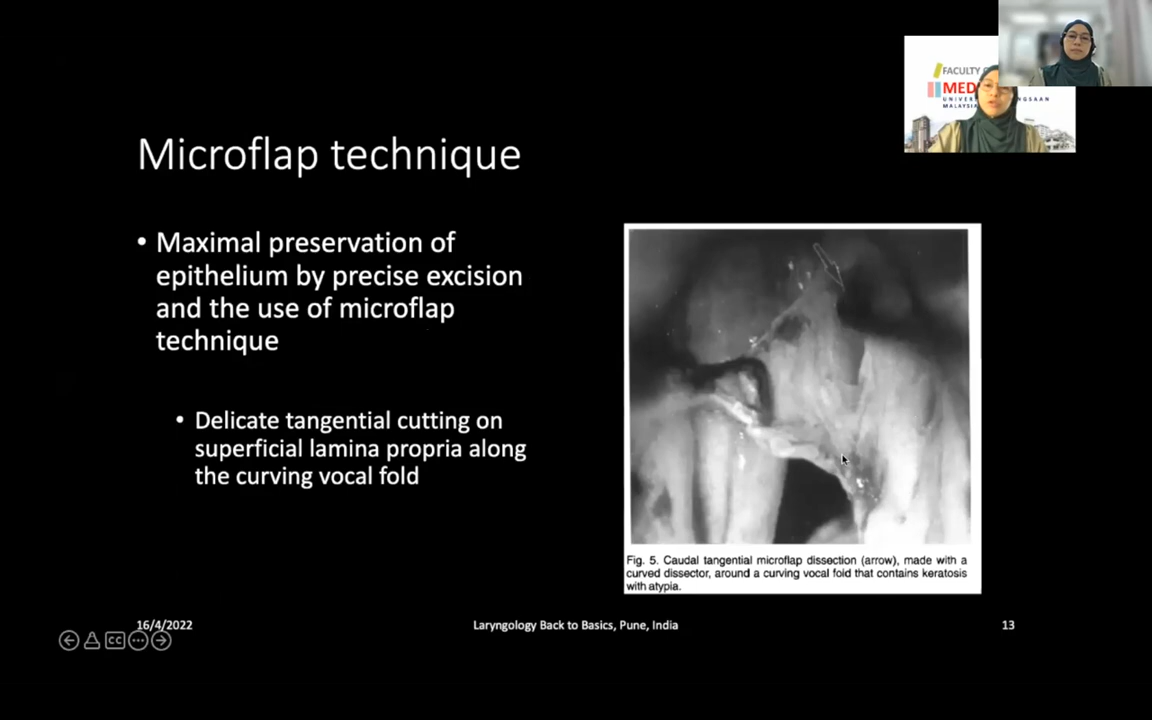 FACULTY
MED
UNIVER NGSAAN
MALAYSIA
Microflap technique
• Maximal preservation of
epithelium by precise excision
and the use of microflap
technique
• Delicate tangential cutting on
superficial lamina propria along
the curving vocal fold
Fig. 5. Caudal tangential microflap dissection (arrow), made with a
curved dissector, around a curving vocal fold that contains keratosis
with atypia.
16/4/2022
Laryngology Back to Basics, Pune, India
13
CC